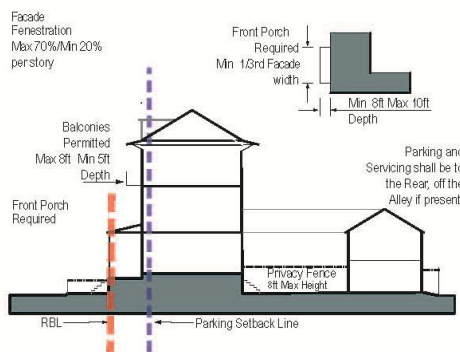 Facade
Fenestration
Max 70%/Min 20%
per story
Front Porch
Required
Min 1/3rd Facade
width
Min 8ft Max 10ft
Depth
Balconies
Permitted
Max 8ft Min 5ft
Depth
Parking and
Servicing shall be to
the Rear, off the
Alley if present
Front Porch
Required
Privacy Fence
8ft Max Height
RBL
Parking Setback Line